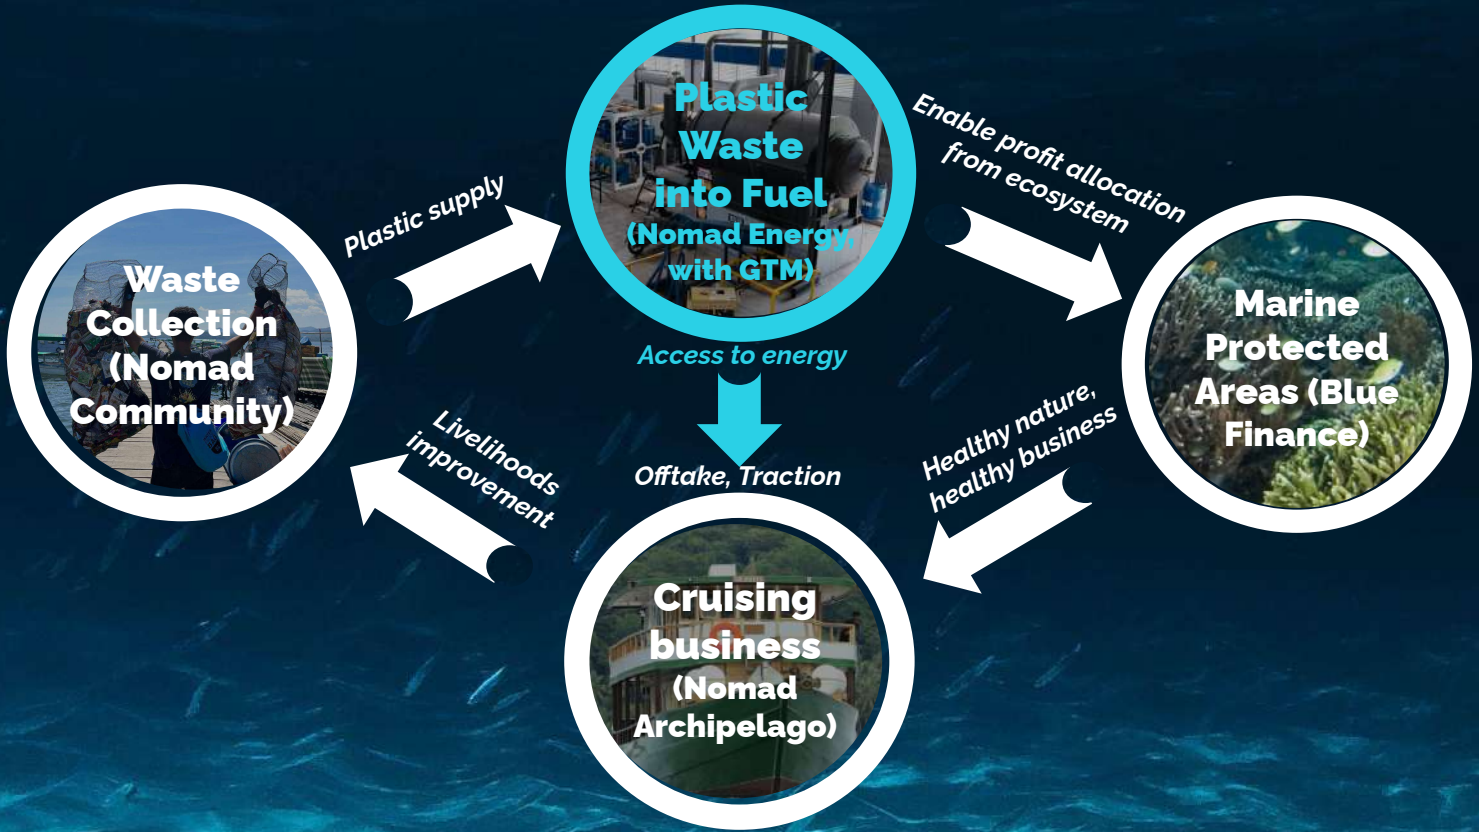 Plastic
Waste
into Fuel
(Nomad Energy,
with GTM)
Enable profit allocation
from ecosystem
Plastic supply
Waste
Collection
(Nomad
Community)
Marine
Protected
Areas (Blue
Finance)
Access to energy
Livelihoods
improvement
Healthy nature,
healthy business
Offtake, Traction
Cruising
business
(Nomad
Archipelago)